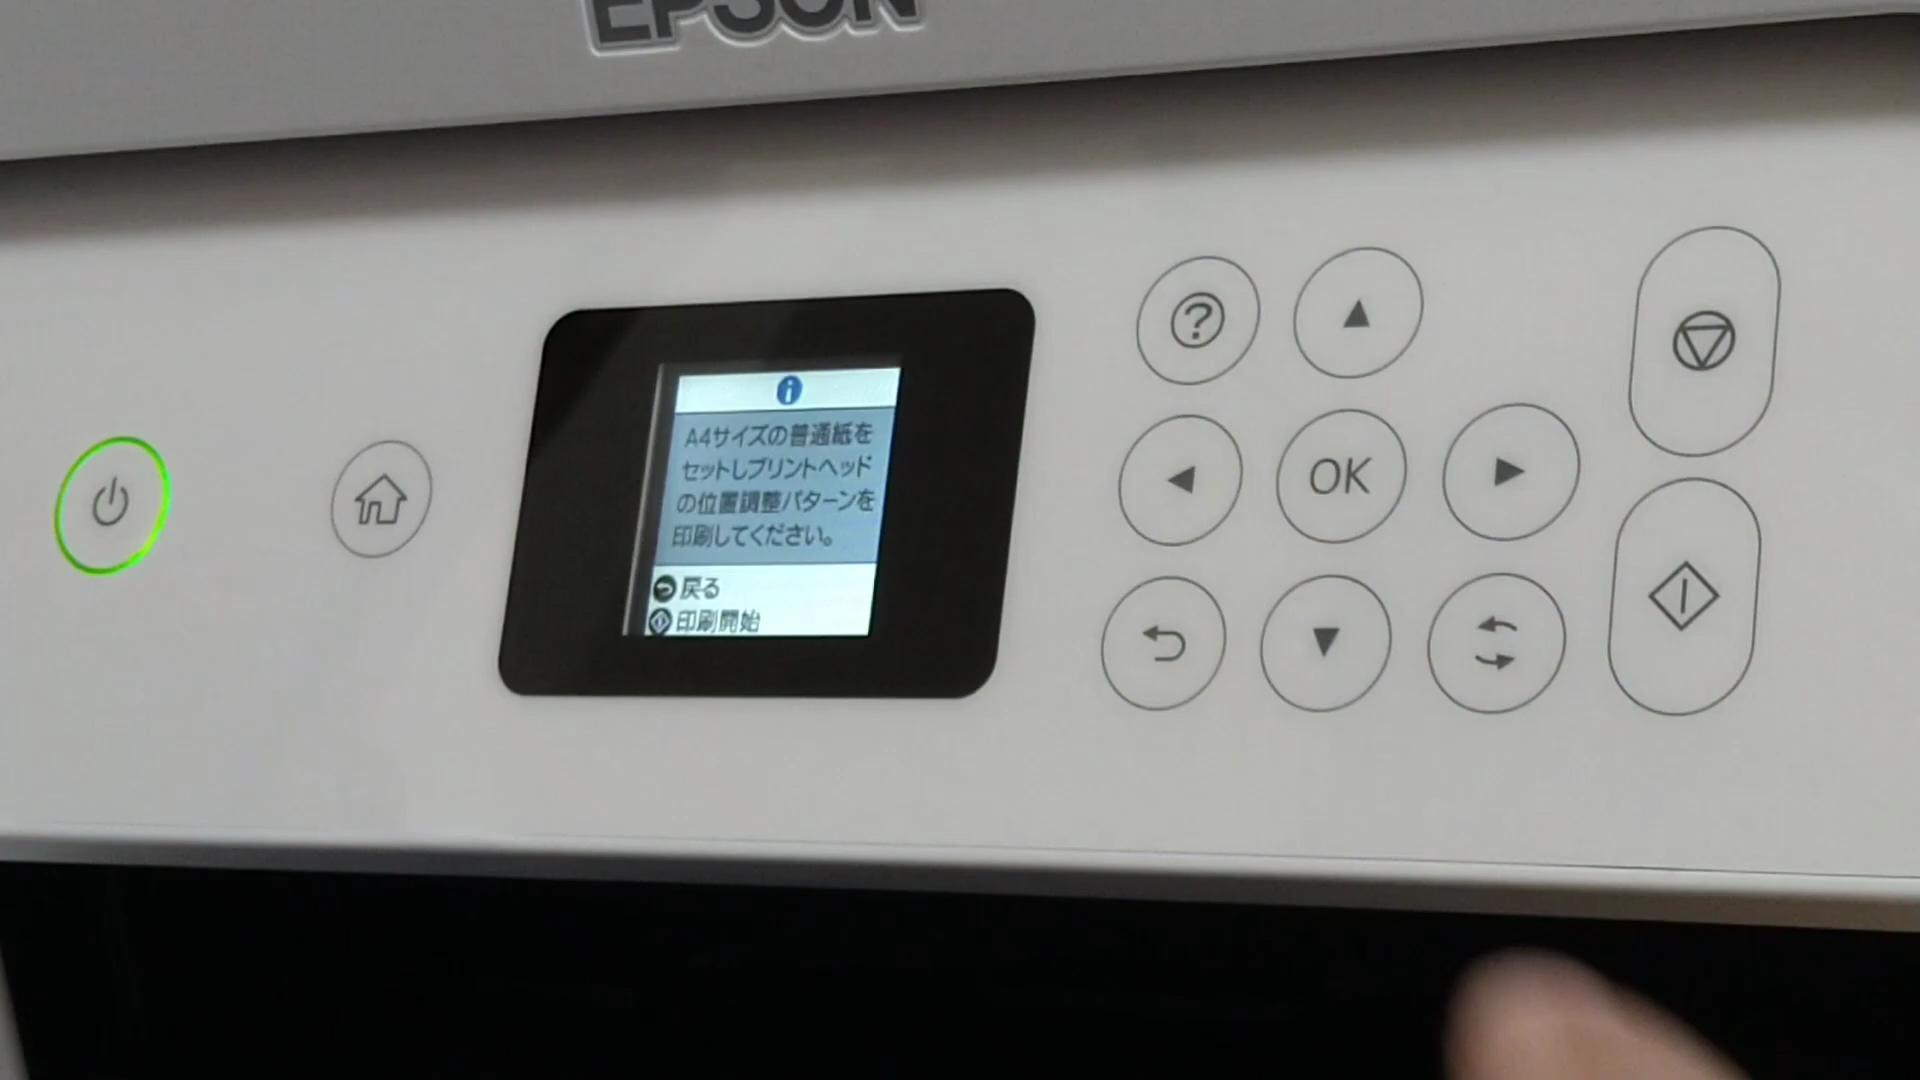 EPSON
A4サイズの普通紙を
セットしプリントヘッド
の位置調整パターンを
印刷してください。
戻る
印刷開始
?
OK